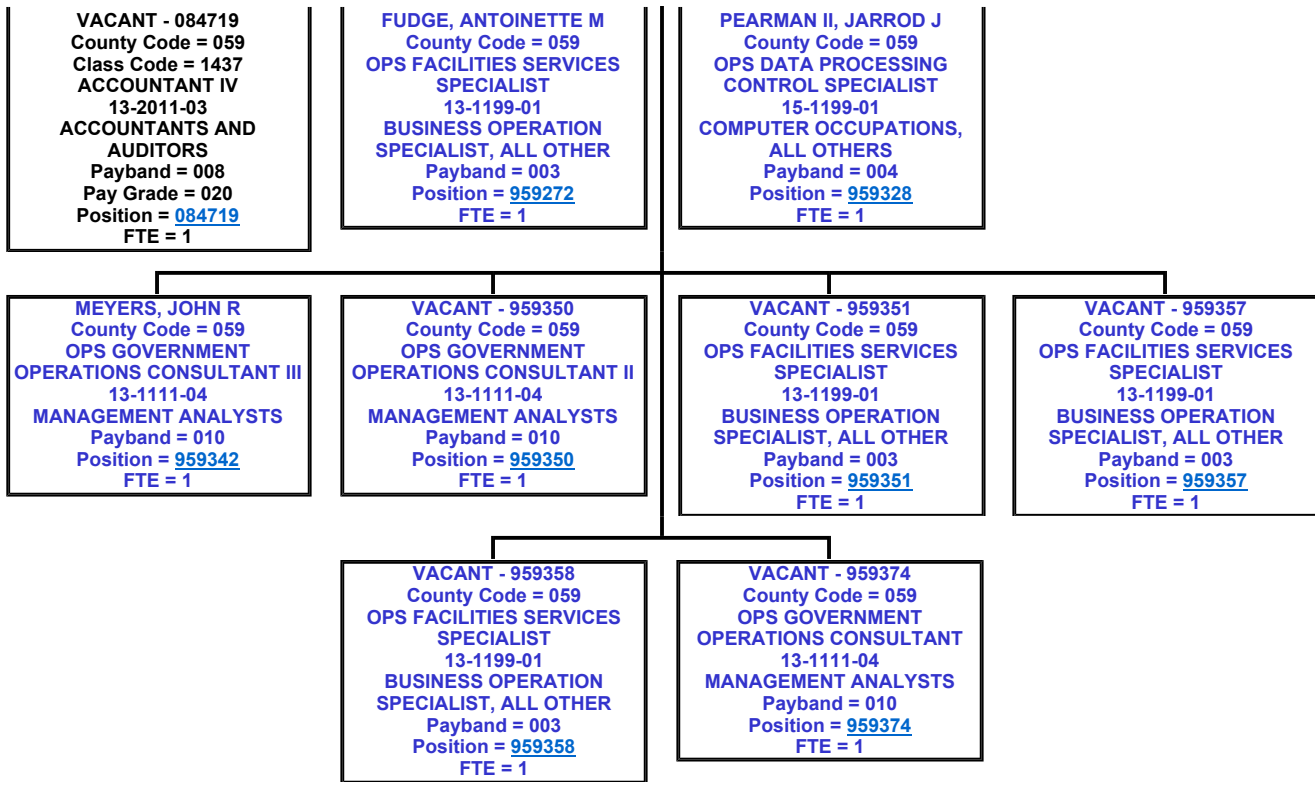 VACANT - 084719
County Code = 059
Class Code = 1437
ACCOUNTANT IV
13-2011-03
ACCOUNTANTS AND
AUDITORS
Payband = 008
Pay Grade = 020
Position = 084719
FTE = 1
FUDGE, ANTOINETTE M
County Code = 059
OPS FACILITIES SERVICES
SPECIALIST
13-1199-01
BUSINESS OPERATION
SPECIALIST, ALL OTHER
Payband = 003
Position = 959272
FTE = 1
PEARMAN II, JARROD J
County Code = 059
OPS DATA PROCESSING
CONTROL SPECIALIST
15-1199-01
COMPUTER OCCUPATIONS,
ALL OTHERS
Payband = 004
Position = 959328
FTE = 1
MEYERS, JOHN R
County Code = 059
OPS GOVERNMENT
OPERATIONS CONSULTANT III
13-1111-04
MANAGEMENT ANALYSTS
Payband = 010
Position = 959342
FTE = 1
VACANT - 959350
County Code = 059
OPS GOVERNMENT
OPERATIONS CONSULTANT II
13-1111-04
MANAGEMENT ANALYSTS
Payband = 010
Position = 959350
FTE = 1
VACANT - 959351
County Code = 059
OPS FACILITIES SERVICES
SPECIALIST
13-1199-01
BUSINESS OPERATION
SPECIALIST, ALL OTHER
Payband = 003
Position = 959351
FTE = 1
VACANT - 959357
County Code = 059
OPS FACILITIES SERVICES
SPECIALIST
13-1199-01
BUSINESS OPERATION
SPECIALIST, ALL OTHER
Payband = 003
Position = 959357
FTE = 1
VACANT - 959358
County Code = 059
OPS FACILITIES SERVICES
SPECIALIST
13-1199-01
BUSINESS OPERATION
SPECIALIST, ALL OTHER
Payband = 003
Position = 959358
FTE = 1
VACANT - 959374
County Code = 059
OPS GOVERNMENT
OPERATIONS CONSULTANT
13-1111-04
MANAGEMENT ANALYSTS
Payband = 010
Position = 959374
FTE = 1